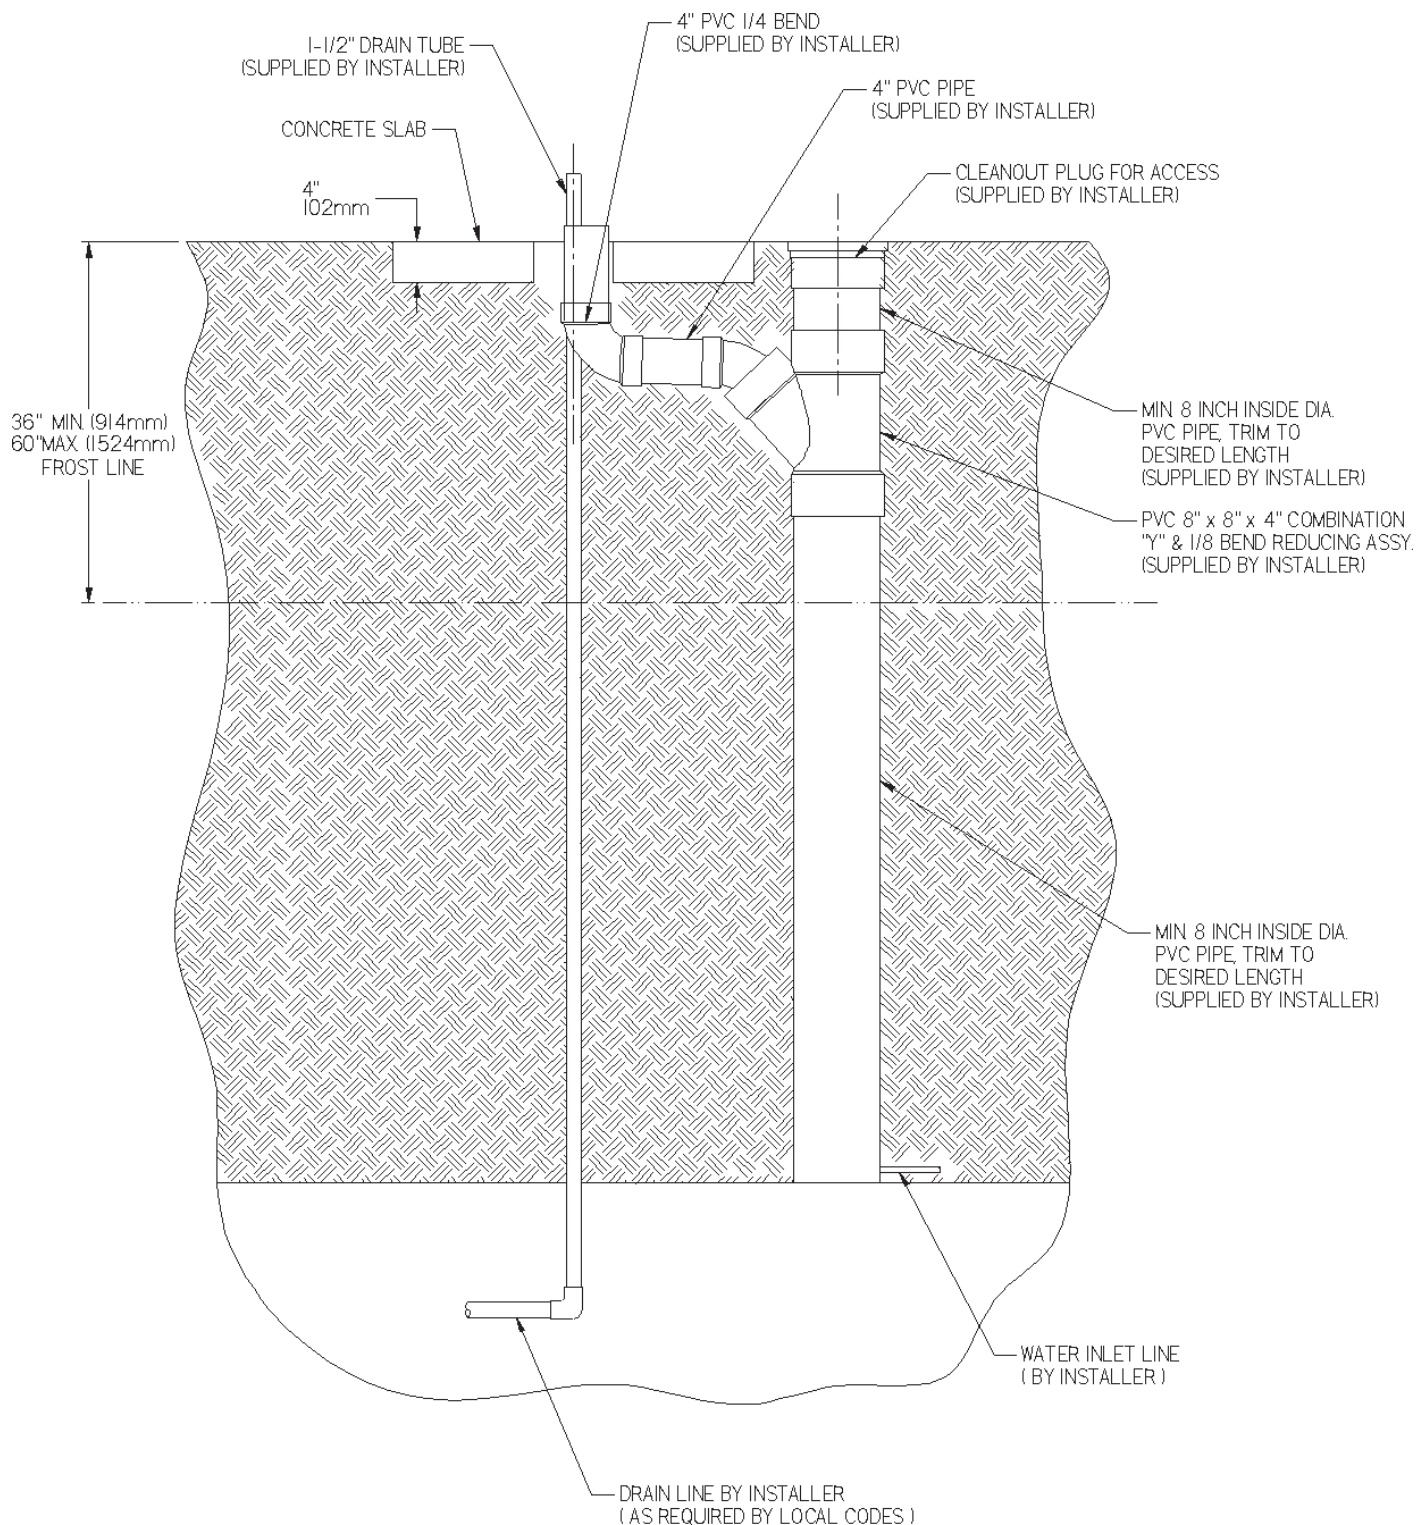 4" PVC 1/4 BEND
(SUPPLIED BY INSTALLER)
1-1/2" DRAIN TUBE
(SUPPLIED BY INSTALLER)
4" PVC PIPE
(SUPPLIED BY INSTALLER)
CONCRETE SLAB
CLEANOUT PLUG FOR ACCESS
(SUPPLIED BY INSTALLER)
4"
102mm
36" MIN. (914mm)
60"MAX. (1524mm)
FROST LINE
MIN. 8 INCH INSIDE DIA.
PVC PIPE, TRIM TO
DESIRED LENGTH
(SUPPLIED BY INSTALLER)
PVC 8" x 8" x 4" COMBINATION
"Y" & 1/8 BEND REDUCING ASSY.
(SUPPLIED BY INSTALLER)
MIN. 8 INCH INSIDE DIA.
PVC PIPE, TRIM TO
DESIRED LENGTH
(SUPPLIED BY INSTALLER)
WATER INLET LINE
( BY INSTALLER )
DRAIN LINE BY INSTALLER
( AS REQUIRED BY LOCAL CODES )